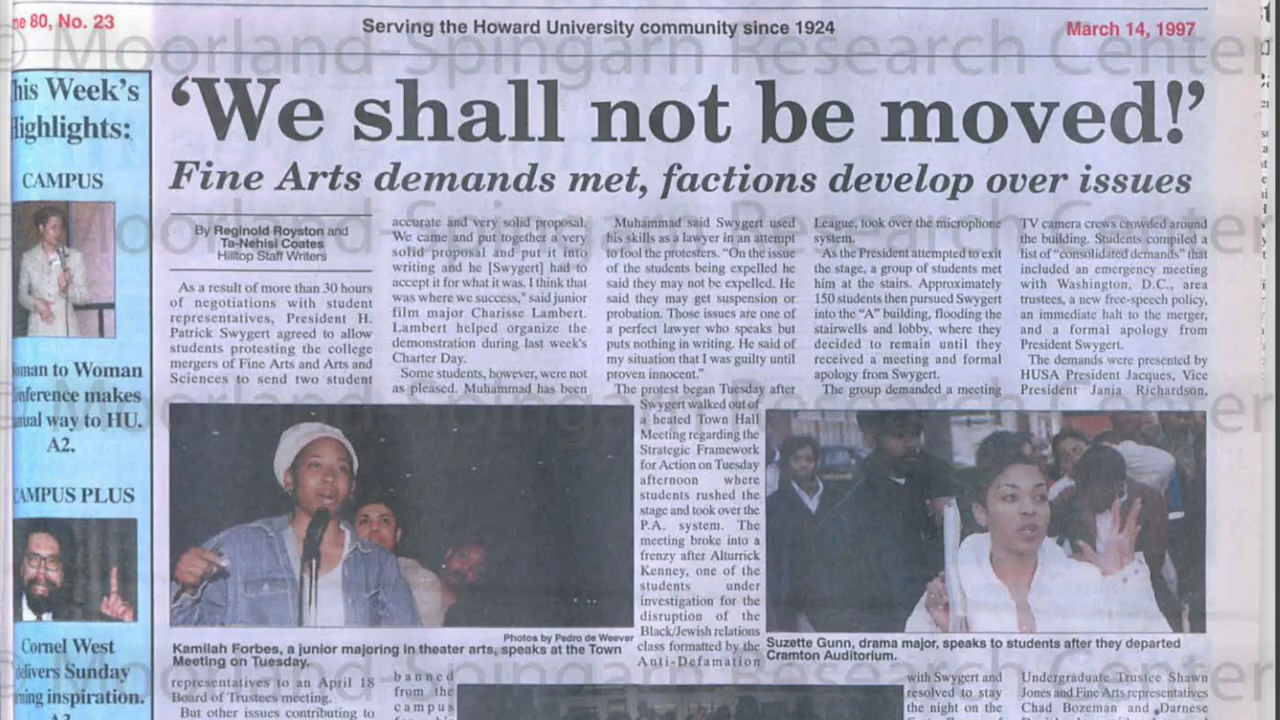 ne 80, No. 23
Serving the Howard University community since 1924
March 14, 1997
© Moorland-Spingarn Research Center
his Week's
Highlights:
CAMPUS
oman to Woman
onference makes
nual way to HU.
A2.
CAMPUS PLUS
Cornel West
delivers Sunday
rning inspiration.
A3
'We shall not be moved!'
Fine Arts demands met, factions develop over issues
By Reginold Royston and
Ta-Nehisi Coates
Hilltop Staff Writers
As a result of more than 30 hours
of negotiations with student
representatives, President H.
Patrick Swygert agreed to allow
students protesting the college
mergers of Fine Arts and Arts and
Sciences to send two student
accurate and very solid proposal.
We came and put together a very
solid proposal and put it into
writing and he [Swygert] had to
accept it for what it was. I think that
was where we success," said junior
film major Charisse Lambert.
Lambert helped organize the
demonstration during last week's
Charter Day.
Some students, however, were not
as pleased. Muhammad has been
Muhammad said Swygert used
his skills as a lawyer in an attempt
to fool the protesters. "On the issue
of the students being expelled he
said they may not be expelled. He
said they may get suspension or
probation. Those issues are one of
a perfect lawyer who speaks but
puts nothing in writing. He said of
my situation that I was guilty until
proven innocent."
The protest began Tuesday after
Swygert walked out of
a heated Town Hall
Meeting regarding the
Strategic Framework
for Action on Tuesday
afternoon where
students rushed the
stage and took over the
P.A. system. The
meeting broke into a
frenzy after Alturrick
Kenney, one of the
students under
investigation for the
disruption of the
Black/Jewish relations
class formatted by the
Anti-Defamation
League, took over the microphone
system.
As the President attempted to exit
the stage, a group of students met
him at the stairs. Approximately
150 students then pursued Swygert
into the "A" building, flooding the
stairwells and lobby, where they
decided to remain until they
received a meeting and formal
apology from Swygert.
The group demanded a meeting
TV camera crews crowded around
the building. Students compiled a
list of "consolidated demands" that
included an emergency meeting
with Washington, D.C., area
trustees, a new free-speech policy,
an immediate halt to the merger,
and a formal apology from
President Swygert.
The demands were presented by
HUSA President Jacques, Vice
President Jania Richardson,
Photos by Pedro de Weever
Kamilah Forbes, a junior majoring in theater arts, speaks at the Town
Meeting on Tuesday.
Suzette Gunn, drama major, speaks to students after they departed
Cramton Auditorium.
representatives to an April 18
Board of Trustees meeting.
But other issues contributing to
banned
from the
campus
with Swygert and
resolved to stay
the night on the
Undergraduate Trustee Shawn
Jones and Fine Arts representatives
Chad Bozeman and Darnese